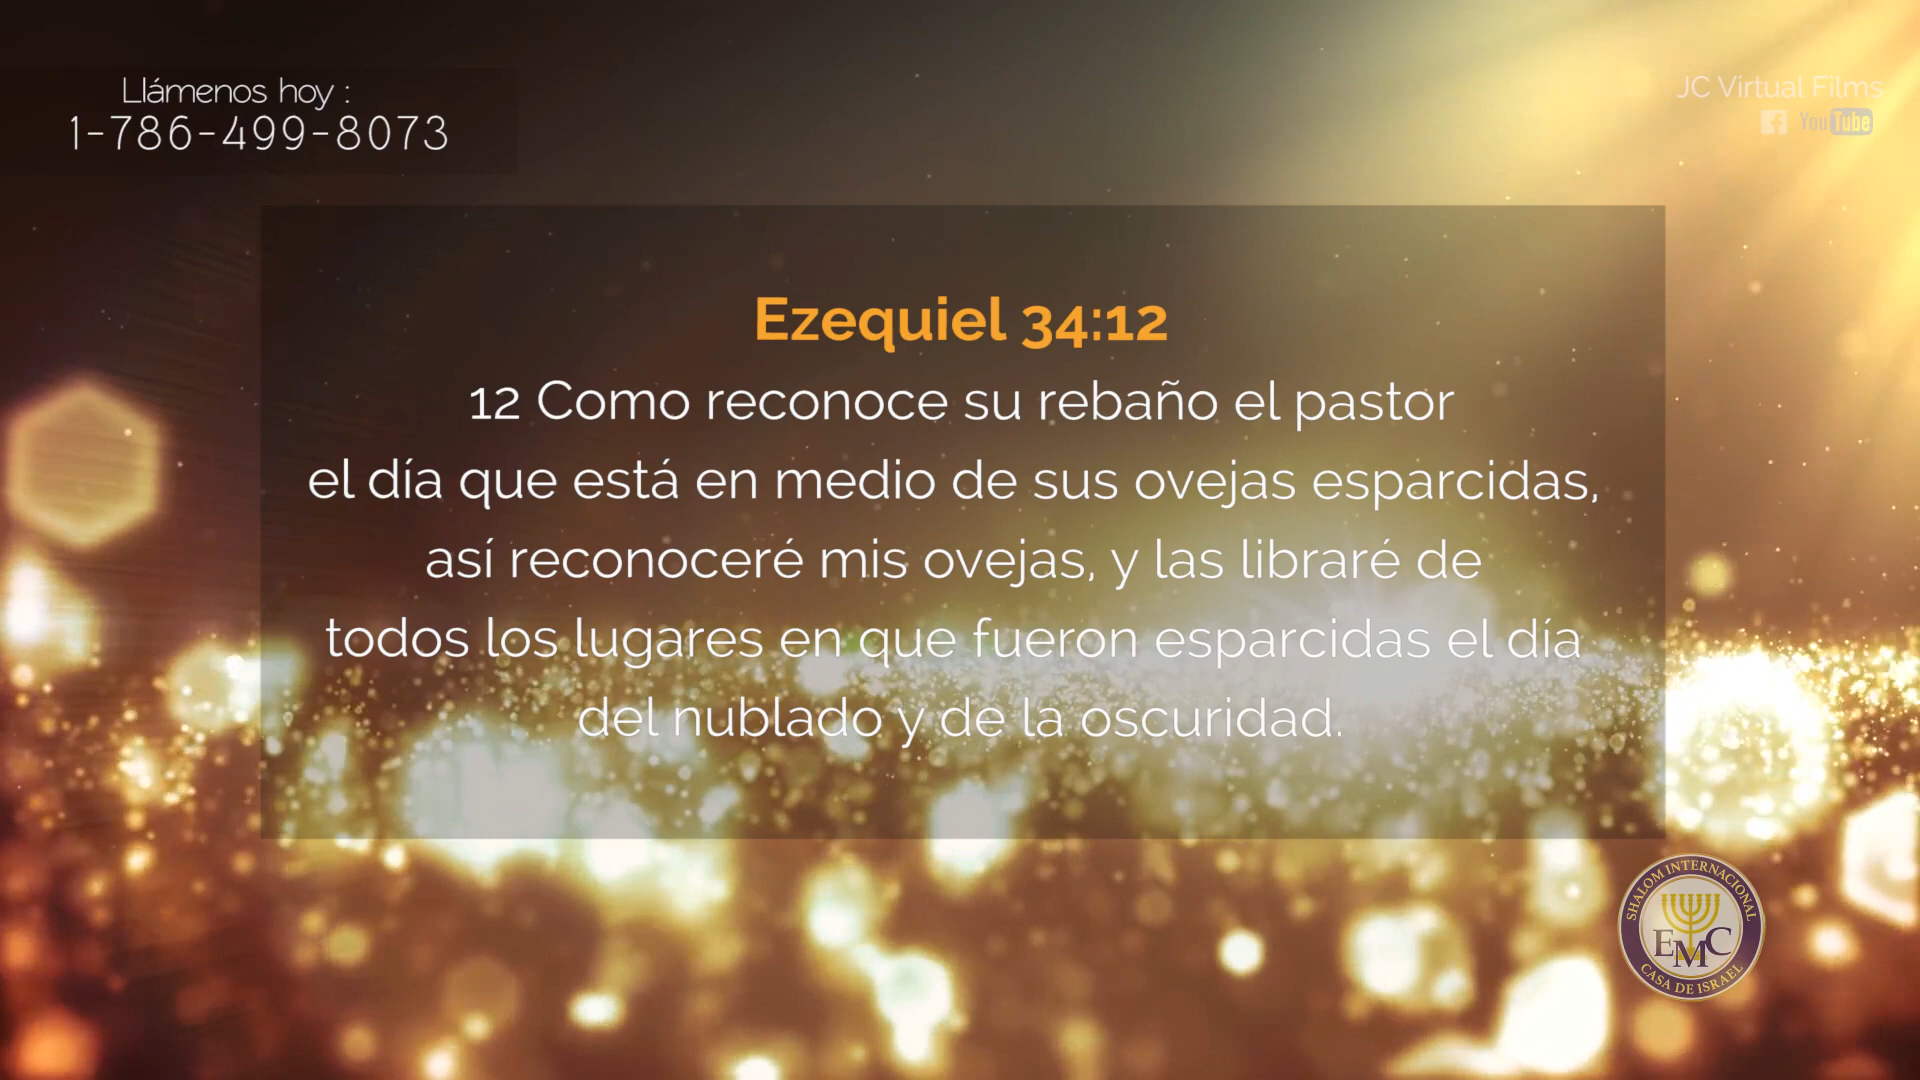 Llámenos hoy :
1-786-499-8073
JC Virtual Films
YouTube
Ezequiel 34:12
12 Como reconoce su rebaño el pastor
el día que está en medio de sus ovejas esparcidas,
así reconoceré mis ovejas, y las libraré de
todos los lugares en que fueron esparcidas el día
del nublado y de la oscuridad.
SHALOM INTERNACIONAL
EMC
CASA DE ISRAEL